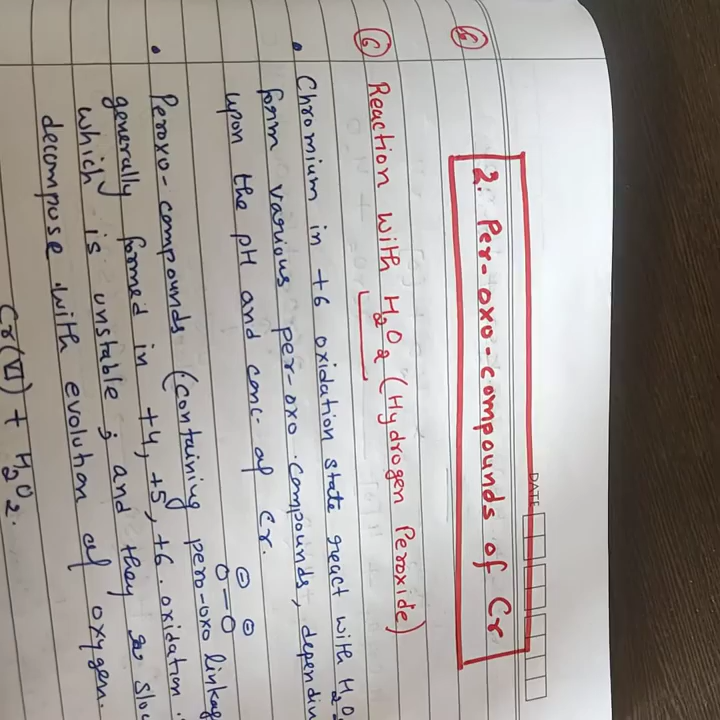 DATE
2. Per-oxo-compounds of Cr
6 Reaction with H2O2 (Hydrogen Peroxide)
• Chromium in +6 oxidation state react with H2O2
form various per-oxo compounds, dependin
upon the pH and conc. of Cr.
⊖ ⊖
O—O
• Peroxo-compounds (containing pero-oxo linkag
generally formed in +4, +5, +6 oxidation
which is unstable; and they slo
decompose with evolution of oxygen.
Cr(VI) + H2O2.